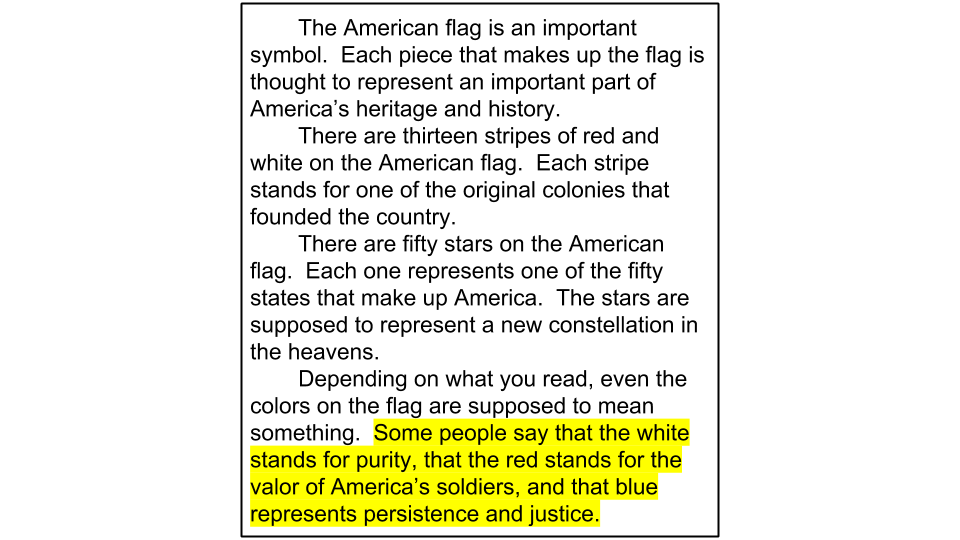 The American flag is an important
symbol.  Each piece that makes up the flag is
thought to represent an important part of
America’s heritage and history.
There are thirteen stripes of red and
white on the American flag.  Each stripe
stands for one of the original colonies that
founded the country.
There are fifty stars on the American
flag.  Each one represents one of the fifty
states that make up America.  The stars are
supposed to represent a new constellation in
the heavens.
Depending on what you read, even the
colors on the flag are supposed to mean
something.  Some people say that the white
stands for purity, that the red stands for the
valor of America’s soldiers, and that blue
represents persistence and justice.